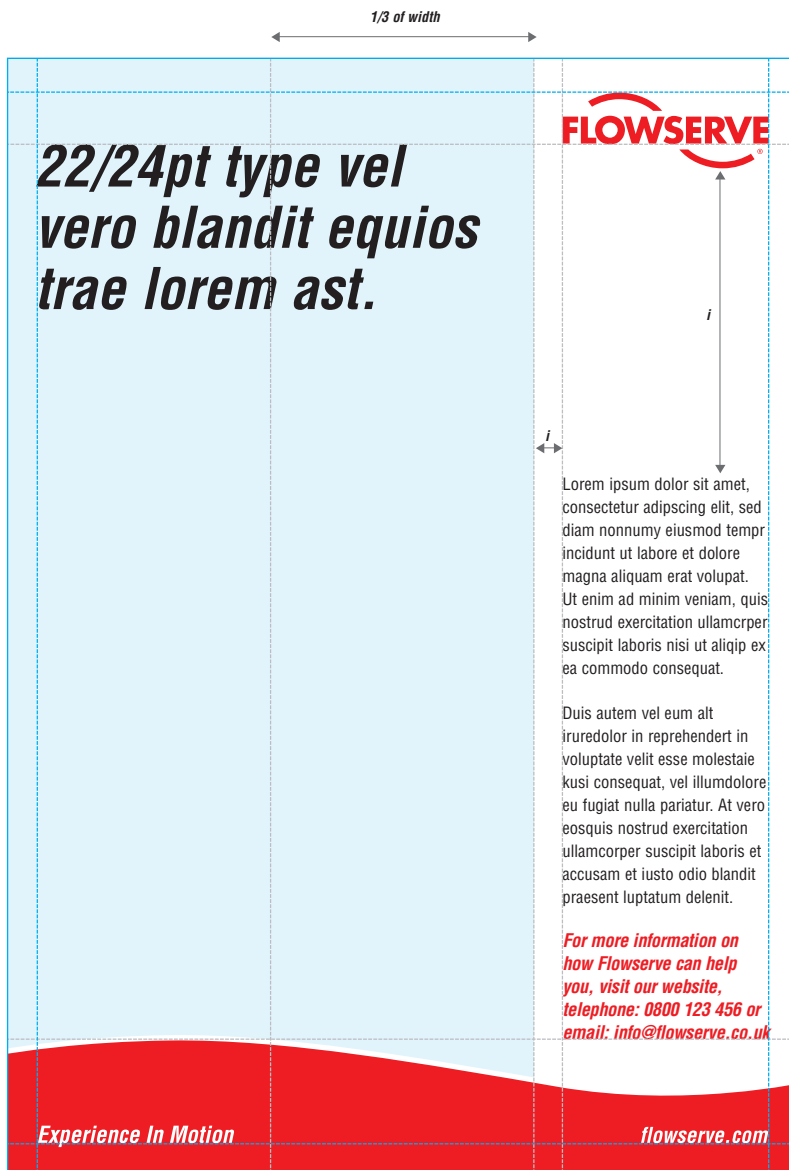 1/3 of width
FLOWSERVE
®
22/24pt type vel
vero blandit equios
trae lorem ast.
i
i
Lorem ipsum dolor sit amet,
consectetur adipscing elit, sed
diam nonnumy eiusmod tempr
incidunt ut labore et dolore
magna aliquam erat volupat.
Ut enim ad minim veniam, quis
nostrud exercitation ullamcrper
suscipit laboris nisi ut aliqip ex
ea commodo consequat.
Duis autem vel eum alt
iruredolor in reprehendert in
voluptate velit esse molestaie
kusi consequat, vel illumdolore
eu fugiat nulla pariatur. At vero
eosquis nostrud exercitation
ullamcorper suscipit laboris et
accusam et iusto odio blandit
praesent luptatum delenit.
For more information on
how Flowserve can help
you, visit our website,
telephone: 0800 123 456 or
email: info@flowserve.co.uk
Experience In Motion
flowserve.com